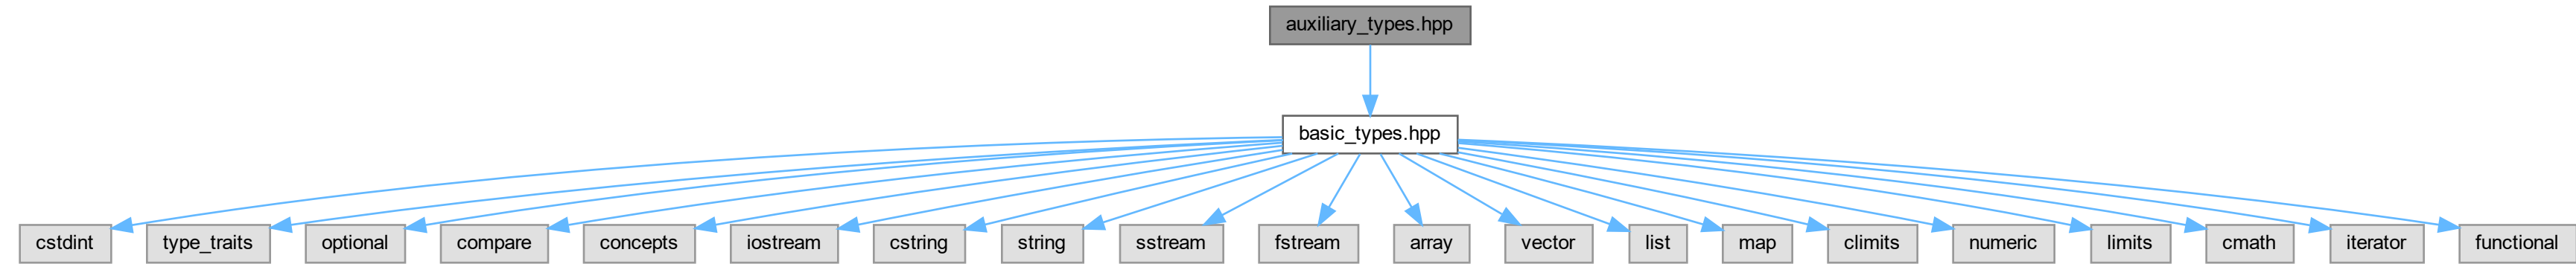 auxiliary_types.hpp
basic_types.hpp
cstdint
type_traits
optional
compare
concepts
iostream
cstring
string
sstream
fstream
array
vector
list
map
climits
numeric
limits
cmath
iterator
functional